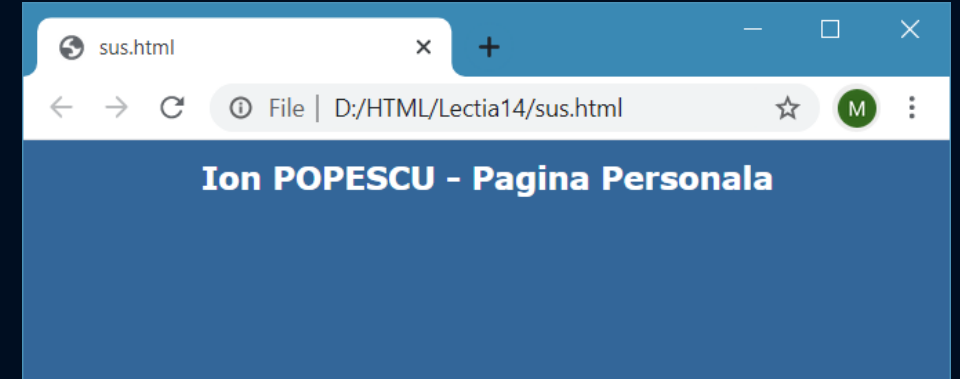 sus.html
File | D:/HTML/Lectia14/sus.html
M
Ion POPESCU - Pagina Personala